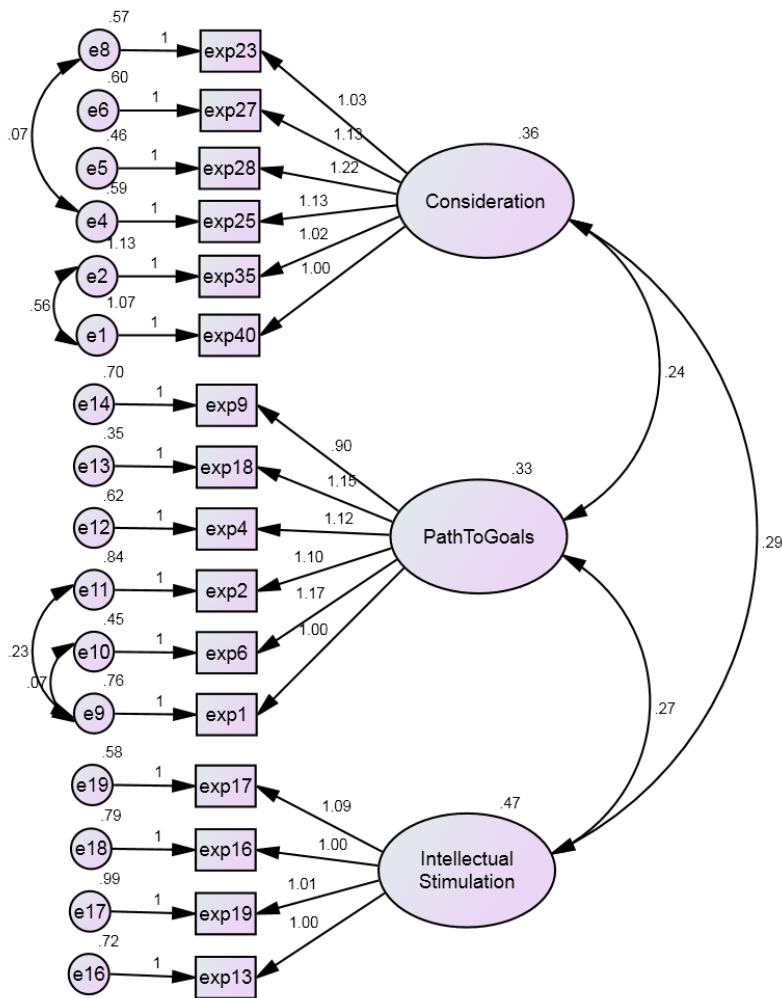 .57
e8 1 exp23
.60
e6 1 exp27
.46
e5 1 exp28
.59
e4 1 exp25
1.13
e2 1 exp35
1.07
e1 1 exp40
.07
.56
1.03
1.13
1.22
1.13
1.02
1.00
.36
Consideration
.70
e14 1 exp9
.35
e13 1 exp18
.62
e12 1 exp4
.84
e11 1 exp2
.45
e10 1 exp6
.76
e9 1 exp1
.23
.07
.90
1.15
1.12
1.10
1.17
1.00
.33
PathToGoals
.24
.29
.27
.58
e19 1 exp17
.79
e18 1 exp16
.99
e17 1 exp19
.72
e16 1 exp13
1.09
1.00
1.01
1.00
.47
Intellectual
Stimulation